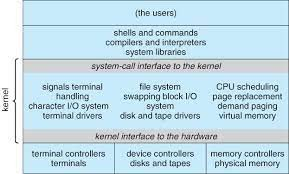 (the users)
shells and commands
compilers and interpreters
system libraries
system-call interface to the kernel
kernel
signals terminal
handling
character I/O system
terminal drivers
file system
swapping block I/O
system
disk and tape drivers
CPU scheduling
page replacement
demand paging
virtual memory
kernel interface to the hardware
terminal controllers
terminals
device controllers
disks and tapes
memory controllers
physical memory